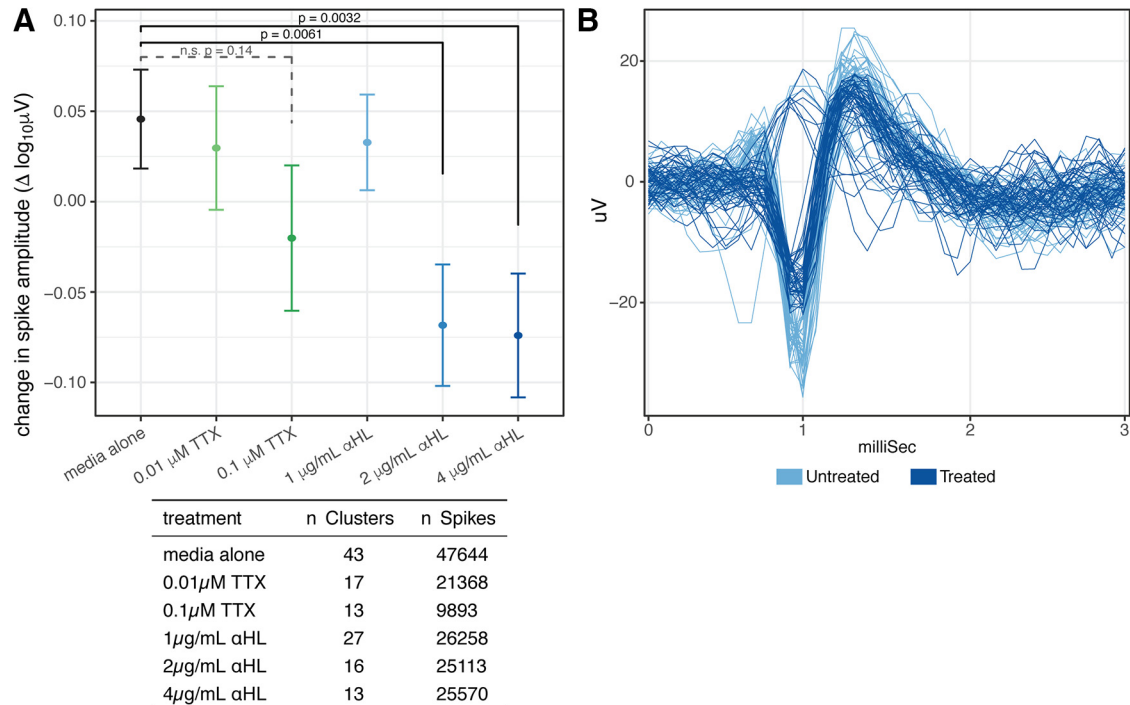 A
p = 0.0032
p = 0.0061
n.s. p = 0.14
0.10
0.05
0.00
−0.05
−0.10
change in spike amplitude (Δ log₁₀µV)
media alone
0.01 µM TTX
0.1 µM TTX
1 µg/mL αHL
2 µg/mL αHL
4 µg/mL αHL
treatment n Clusters n Spikes
media alone 43 47644
0.01µM TTX 17 21368
0.1µM TTX 13 9893
1µg/mL αHL 27 26258
2µg/mL αHL 16 25113
4µg/mL αHL 13 25570
B
20
0
−20
uV
0 1 2 3
milliSec
Untreated Treated